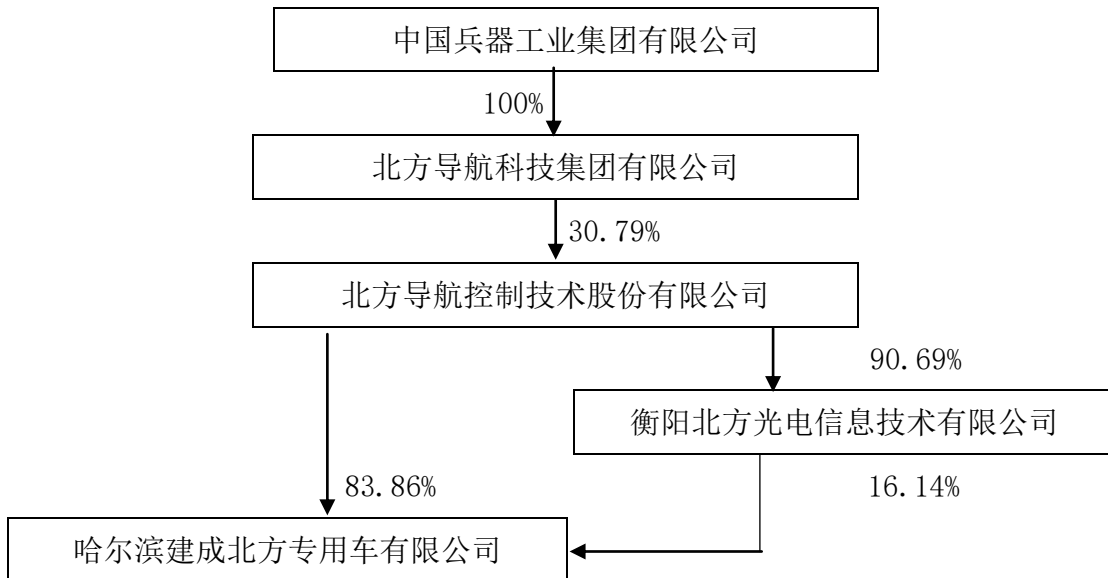 中国兵器工业集团有限公司
100%
北方导航科技集团有限公司
30.79%
北方导航控制技术股份有限公司
90.69%
衡阳北方光电信息技术有限公司
83.86%
16.14%
哈尔滨建成北方专用车有限公司